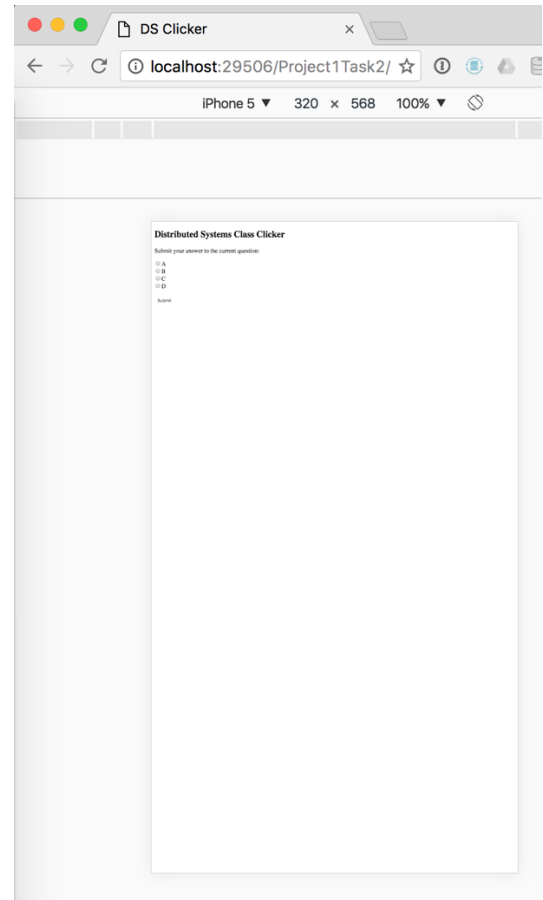 DS Clicker
localhost:29506/Project1Task2/
iPhone 5 ▼ 320 × 568 100% ▼
Distributed Systems Class Clicker
Submit your answer to the current question:
A
B
C
D
Submit